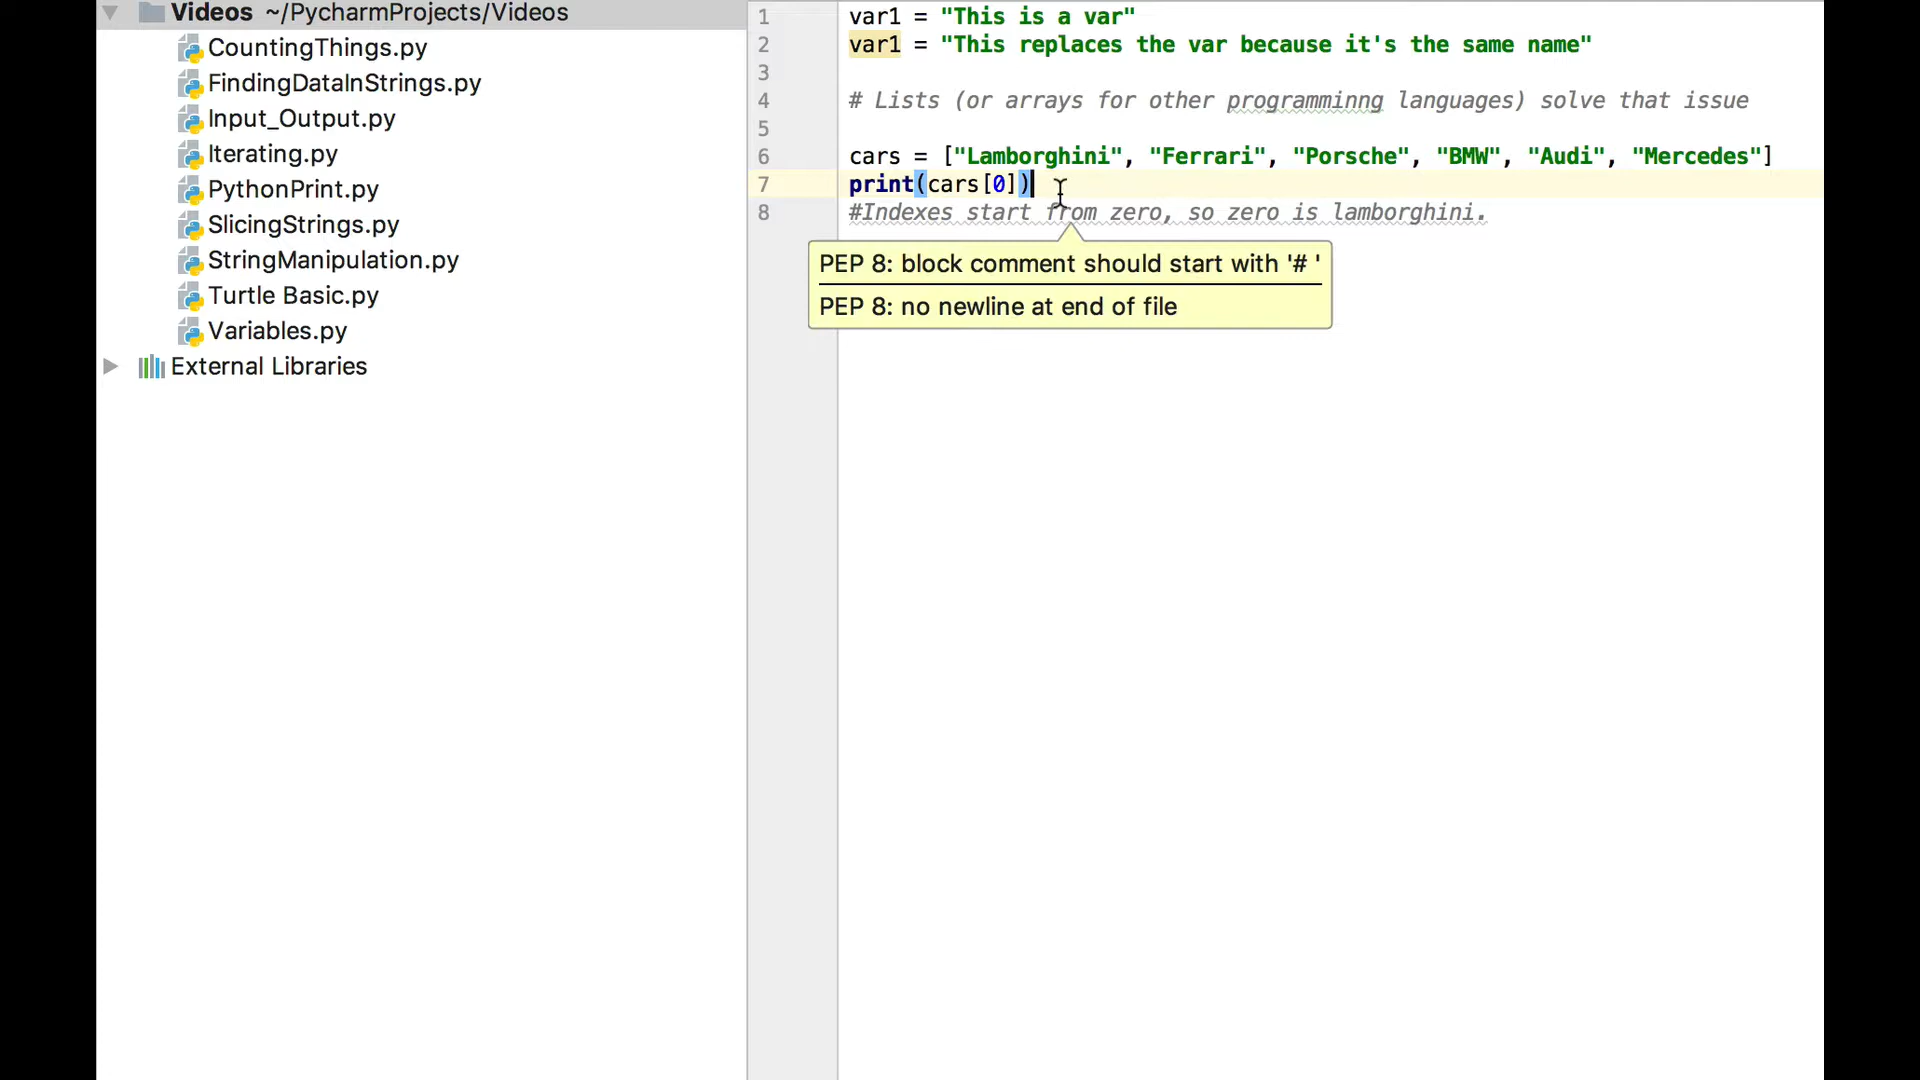 Videos ~/PycharmProjects/Videos
CountingThings.py
FindingDataInStrings.py
Input_Output.py
Iterating.py
PythonPrint.py
SlicingStrings.py
StringManipulation.py
Turtle Basic.py
Variables.py
External Libraries
1 var1 = "This is a var"
2 var1 = "This replaces the var because it's the same name"
3
4 # Lists (or arrays for other programminng languages) solve that issue
5
6 cars = ["Lamborghini", "Ferrari", "Porsche", "BMW", "Audi", "Mercedes"]
7 print(cars[0])
8 #Indexes start from zero, so zero is lamborghini.
PEP 8: block comment should start with '# '
PEP 8: no newline at end of file